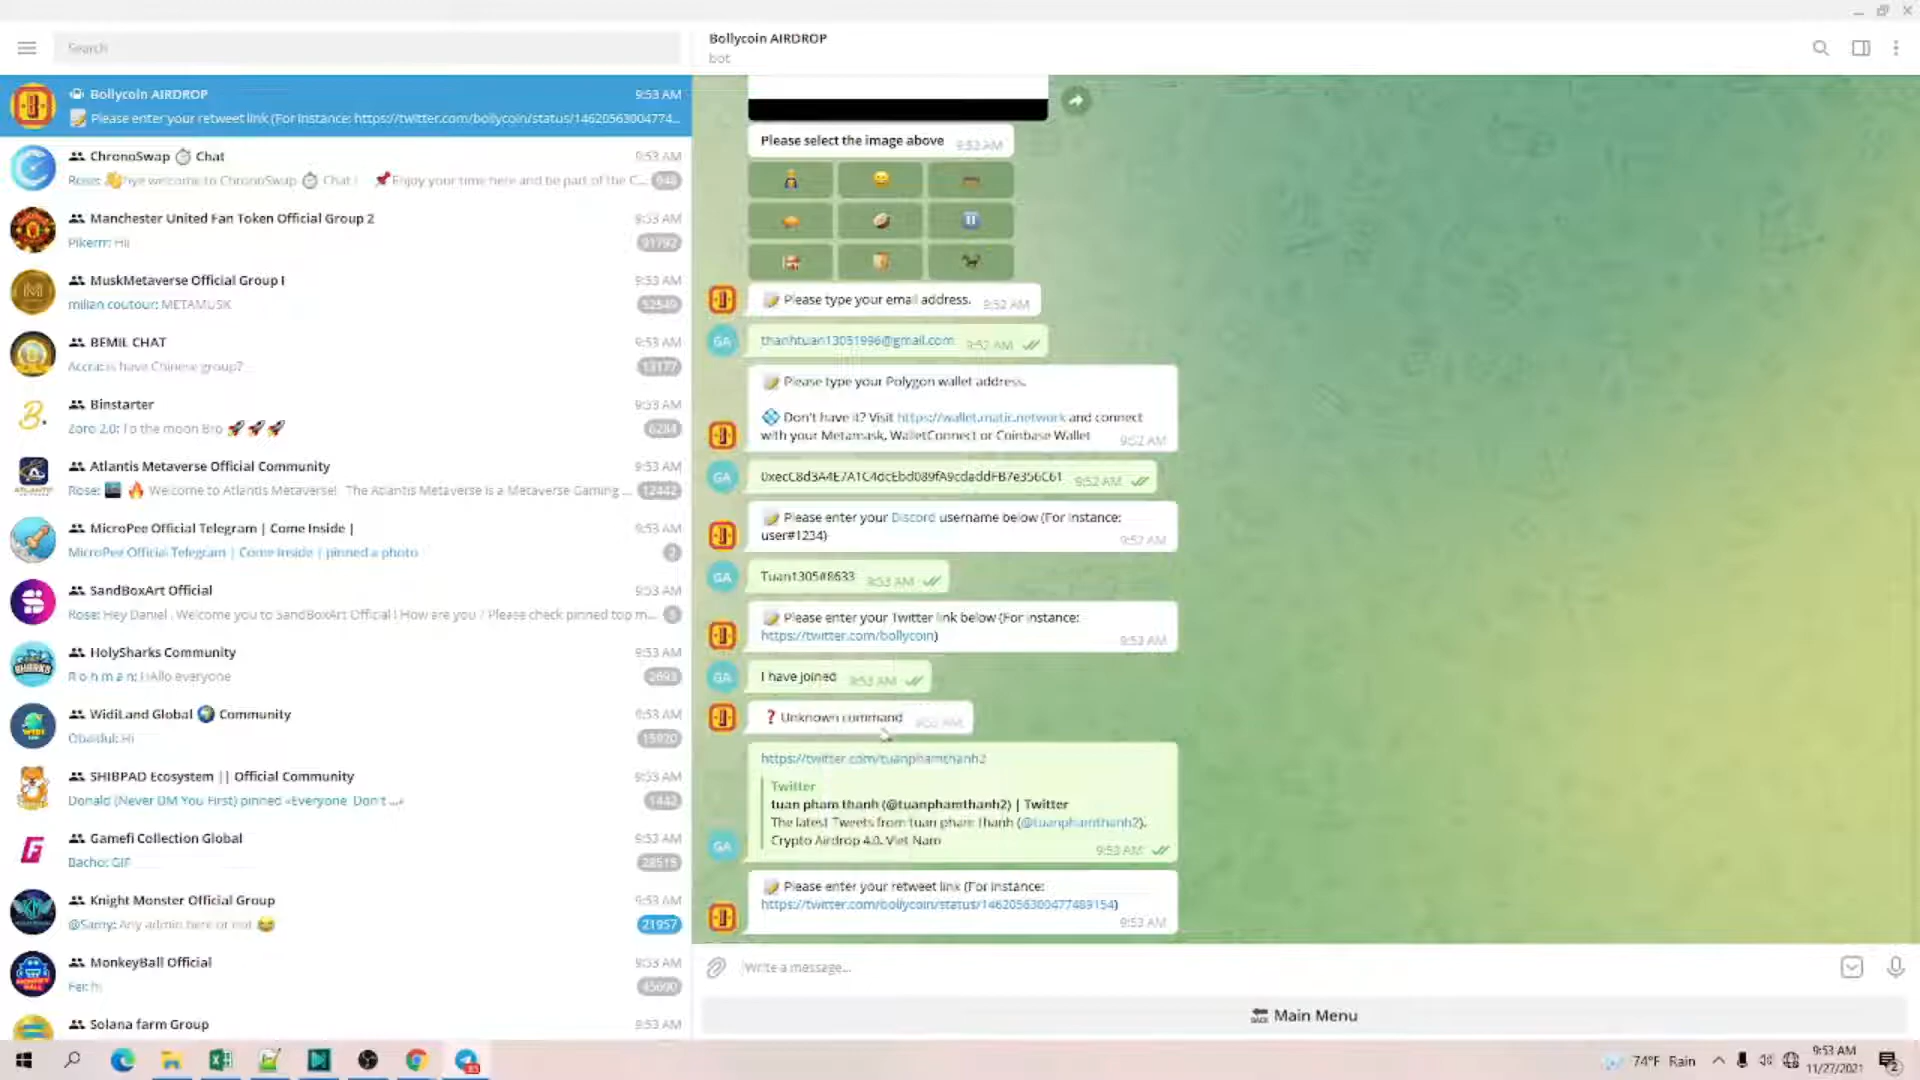 Search
Bollycoin AIRDROP
bot
Bollycoin AIRDROP 9:53 AM
Please enter your retweet link (For instance: https://twitter.com/bollycoin/status/14620563004774...
ChronoSwap Chat 9:53 AM
Rose: bye welcome to ChronoSwap Chat ! Enjoy your time here and be part of the C... 948
Manchester United Fan Token Official Group 2 9:53 AM
Pikerm: Hii 91792
MuskMetaverse Official Group I 9:53 AM
milian coutour: METAMUSK 52549
BEMIL CHAT 9:53 AM
Accra: is have Chinese group? 13177
Binstarter 9:53 AM
Zoro 2.0: To the moon Bro 🚀🚀🚀 6284
Atlantis Metaverse Official Community 9:53 AM
Rose: 🔥 Welcome to Atlantis Metaverse! The Atlantis Metaverse is a Metaverse Gaming ... 12442
MicroPee Official Telegram | Come Inside | 9:53 AM
MicroPee Official Telegram | Come Inside | pinned a photo 2
SandBoxArt Official 9:53 AM
Rose: Hey Daniel , Welcome you to SandBoxArt Official ! How are you ? Please check pinned top m...
HolySharks Community 9:53 AM
R o h m a n: HAllo everyone 2693
WidiLand Global Community 9:53 AM
Obaidul: Hi 15920
SHIBPAD Ecosystem || Official Community 9:53 AM
Donald (Never DM You First) pinned «Everyone Don't ...» 1442
Gamefi Collection Global 9:53 AM
Bacho: GIF 28515
Knight Monster Official Group 9:53 AM
@Samy: Any admin here or not 😂 21957
MonkeyBall Official 9:53 AM
Fei: hi 45690
Solana farm Group 9:53 AM
Please select the image above 9:52 AM
Please type your email address. 9:52 AM
GA thanhtuan13051996@gmail.com 9:52 AM
Please type your Polygon wallet address.
Don't have it? Visit https://wallet.matic.network and connect
with your Metamask, WalletConnect or Coinbase Wallet 9:52 AM
GA 0xecC8d3A4E7A1C4dcEbd089fA9cdaddFB7e356C61 9:52 AM
Please enter your Discord username below (For instance:
user#1234) 9:52 AM
GA Tuan1305#8633 9:53 AM
Please enter your Twitter link below (For instance:
https://twitter.com/bollycoin) 9:53 AM
GA I have joined 9:53 AM
❓ Unknown command 9:53 AM
https://twitter.com/tuanphamthanh2
Twitter
tuan pham thanh (@tuanphamthanh2) | Twitter
The latest Tweets from tuan pham thanh (@tuanphamthanh2).
Crypto Airdrop 4.0. Viet Nam
GA 9:53 AM
Please enter your retweet link (For instance:
https://twitter.com/bollycoin/status/1462056300477489154)
9:53 AM
Write a message...
BACK Main Menu
74°F Rain
9:53 AM
11/27/2021
2